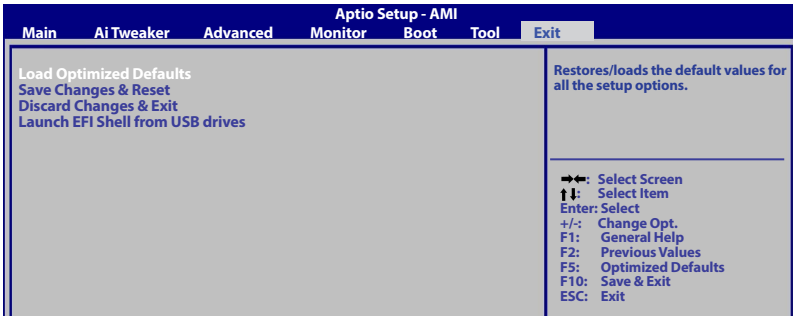 Aptio Setup - AMI
Main Ai Tweaker Advanced Monitor Boot Tool Exit
Load Optimized Defaults
Save Changes & Reset
Discard Changes & Exit
Launch EFI Shell from USB drives
Restores/loads the default values for
all the setup options.
→←: Select Screen
↑↓: Select Item
Enter: Select
+/-: Change Opt.
F1: General Help
F2: Previous Values
F5: Optimized Defaults
F10: Save & Exit
ESC: Exit